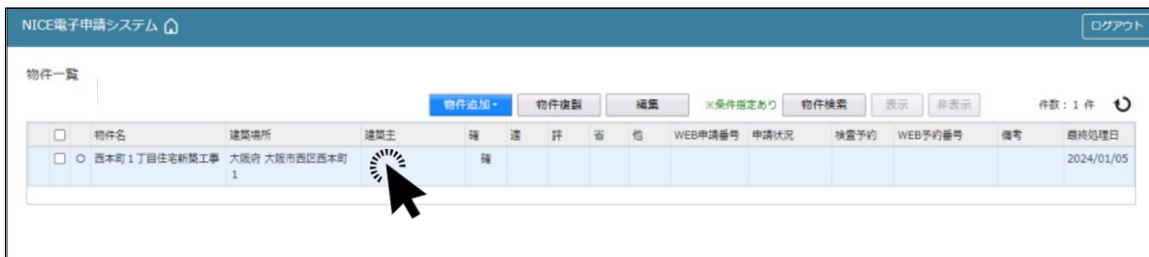 NICE電子申請システム ログアウト
物件一覧
物件追加 物件複製 編集 ※条件指定あり 物件検索 表示 非表示 件数：1 件
物件名 建築場所 建築主 確 適 評 省 他 WEB申請番号 申請状況 検査予約 WEB予約番号 備考 最終処理日
西本町１丁目住宅新築工事 大阪府 大阪市西区西本町 確 2024/01/05
1